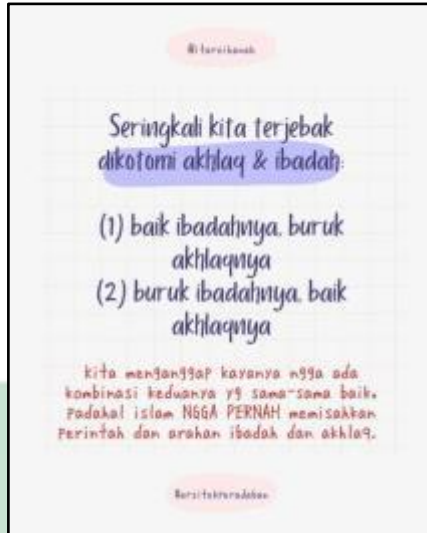 Seringkali kita terjebak
dikotomi akhlaq & ibadah:
(1) baik ibadahnya, buruk
akhlaqnya
(2) buruk ibadahnya, baik
akhlaqnya
kita menganggap kayanya ngga ada
kombinasi keduanya yg sama-sama baik.
padahal islam NGGA PERNAH memisahkan
perintah dan arahan ibadah dan akhlaq.